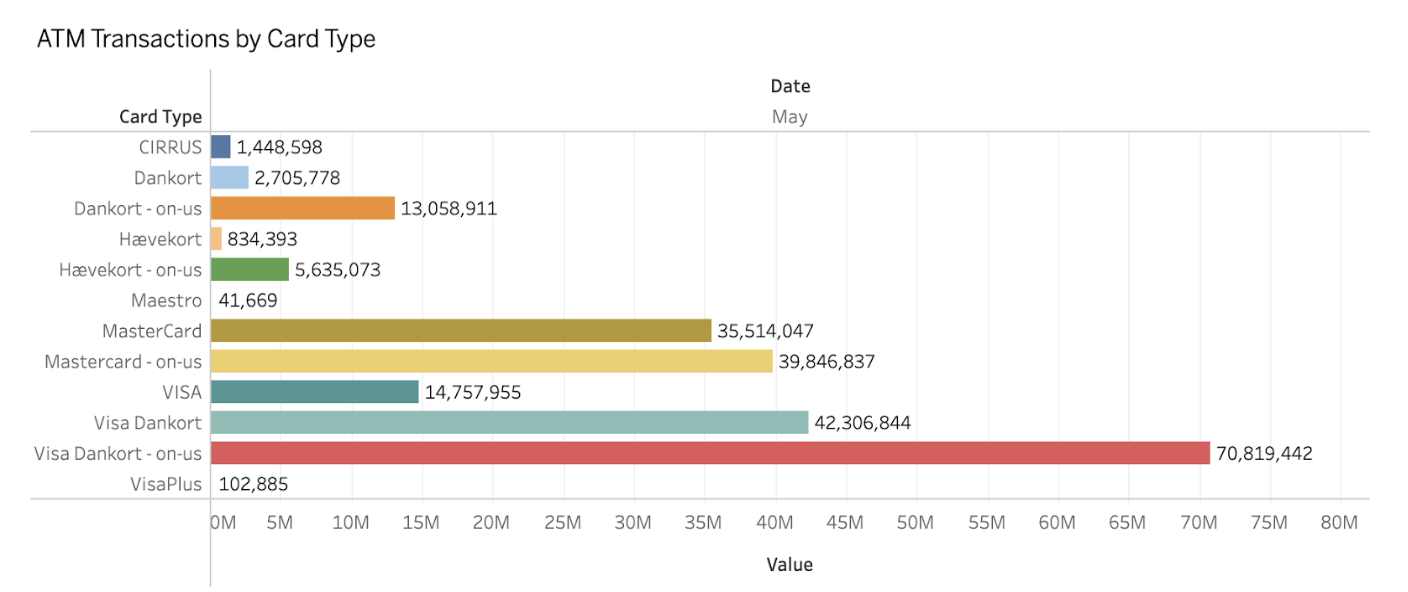 ATM Transactions by Card Type
Date
Card Type May
CIRRUS 1,448,598
Dankort 2,705,778
Dankort - on-us 13,058,911
Hævekort 834,393
Hævekort - on-us 5,635,073
Maestro 41,669
MasterCard 35,514,047
Mastercard - on-us 39,846,837
VISA 14,757,955
Visa Dankort 42,306,844
Visa Dankort - on-us 70,819,442
VisaPlus 102,885
0M 5M 10M 15M 20M 25M 30M 35M 40M 45M 50M 55M 60M 65M 70M 75M 80M
Value